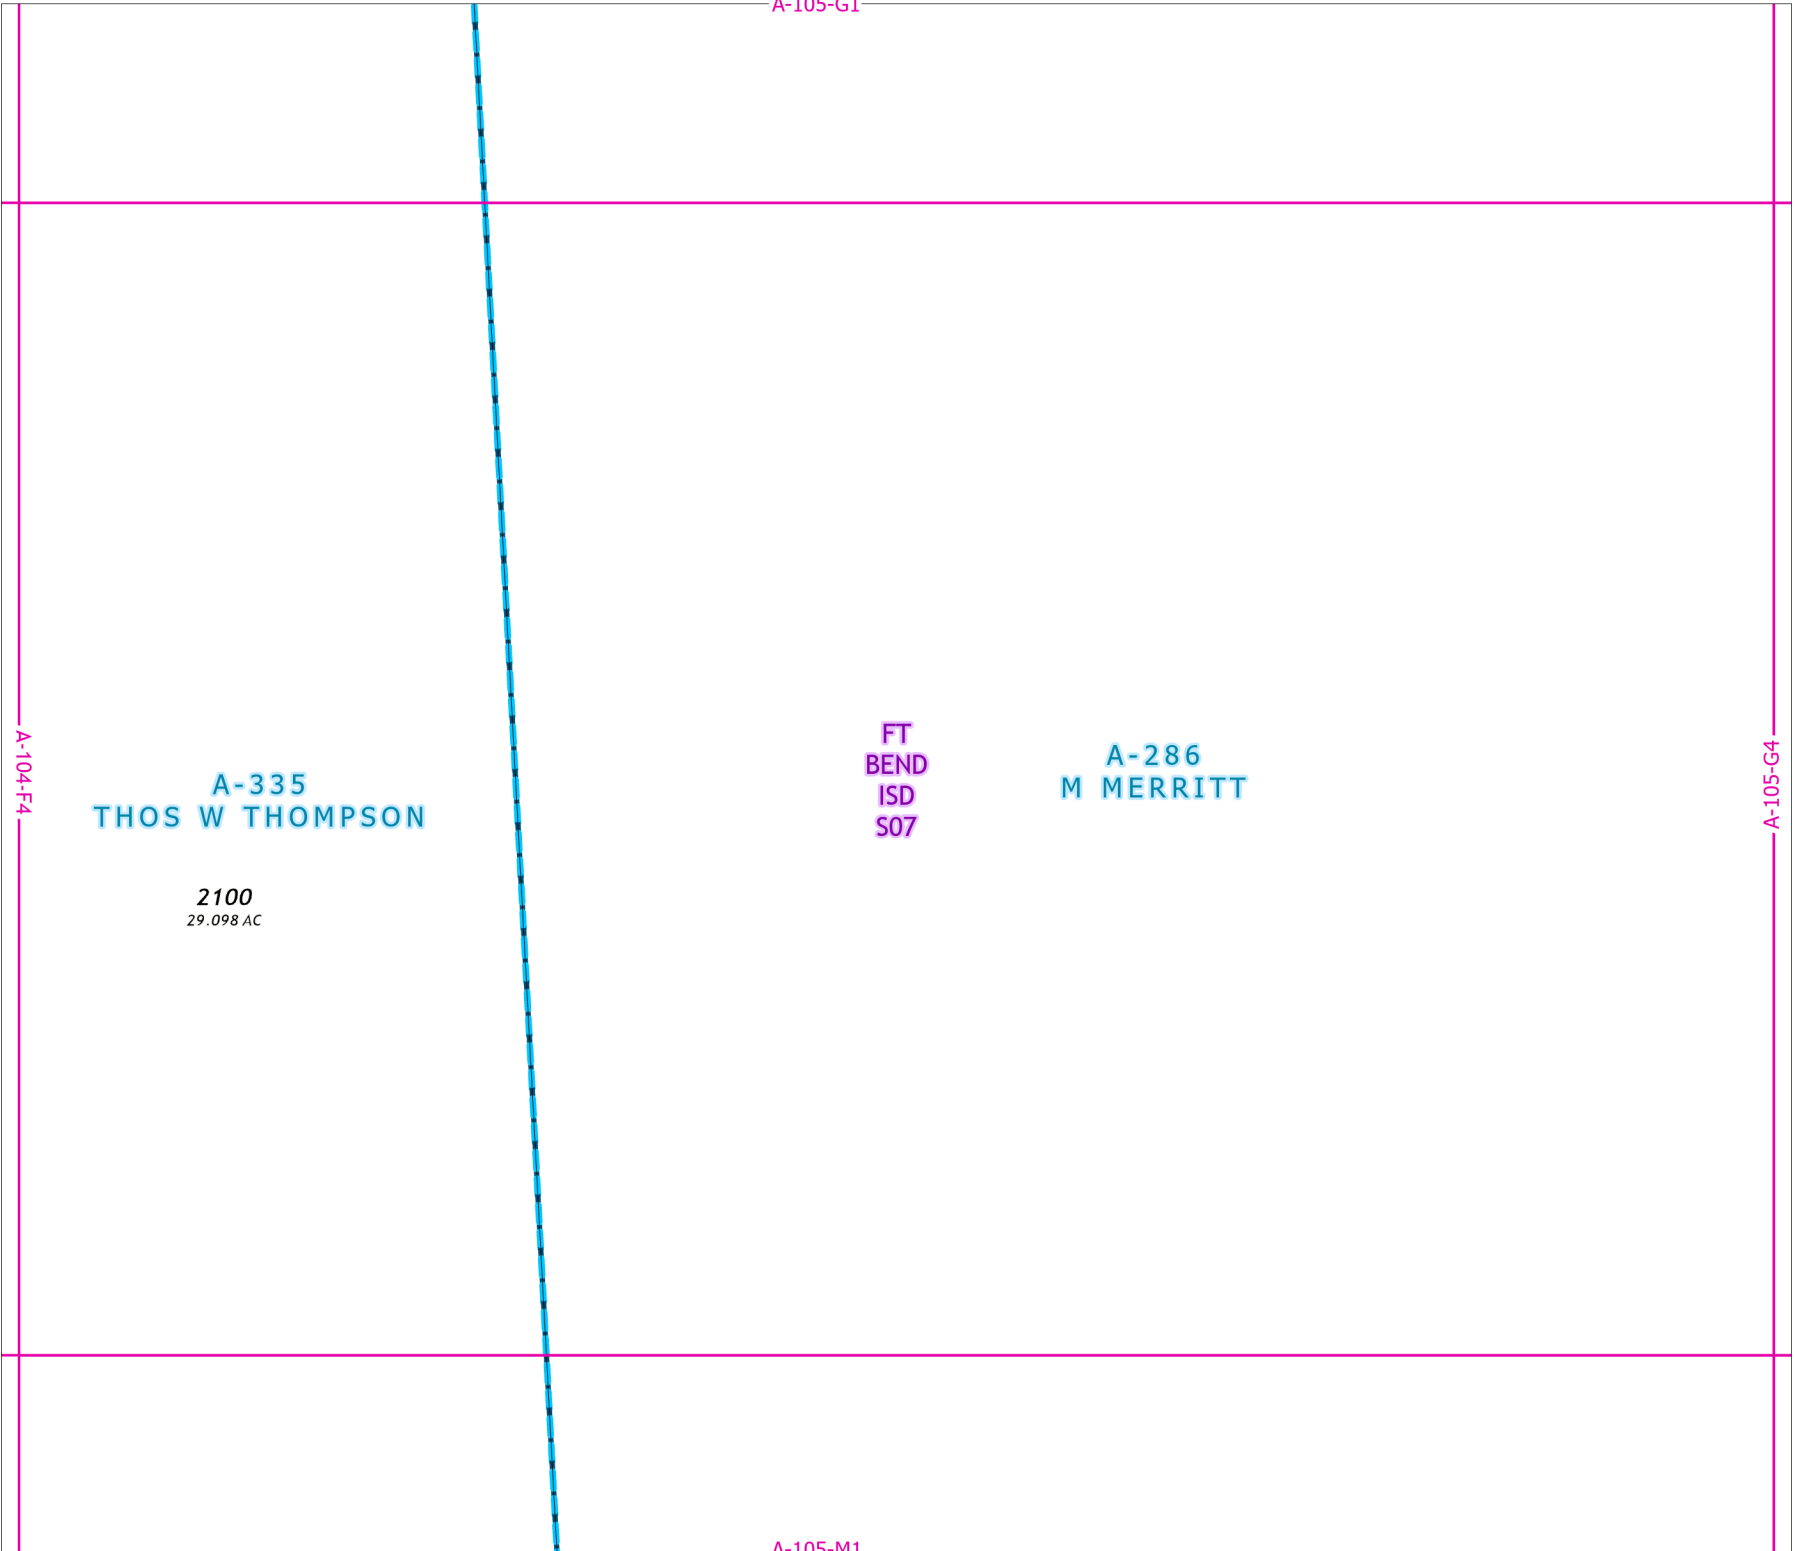 A-105-G1
A-104-F4
A-335
THOS W THOMPSON
2100
29.098 AC
FT
BEND
ISD
S07
A-286
M MERRITT
A-105-G4
A-105-M1